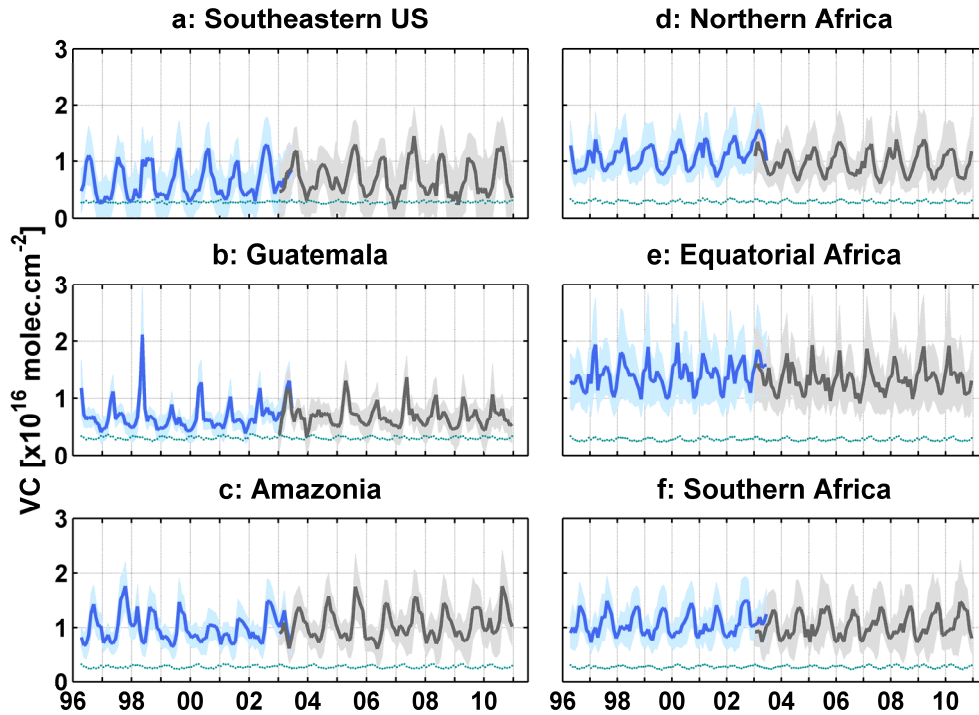 a: Southeastern US
d: Northern Africa
3
2
1
0
b: Guatemala
e: Equatorial Africa
3
2
1
0
c: Amazonia
f: Southern Africa
3
2
1
0
VC [x10^16 molec.cm^-2]
96 98 00 02 04 06 08 10
96 98 00 02 04 06 08 10